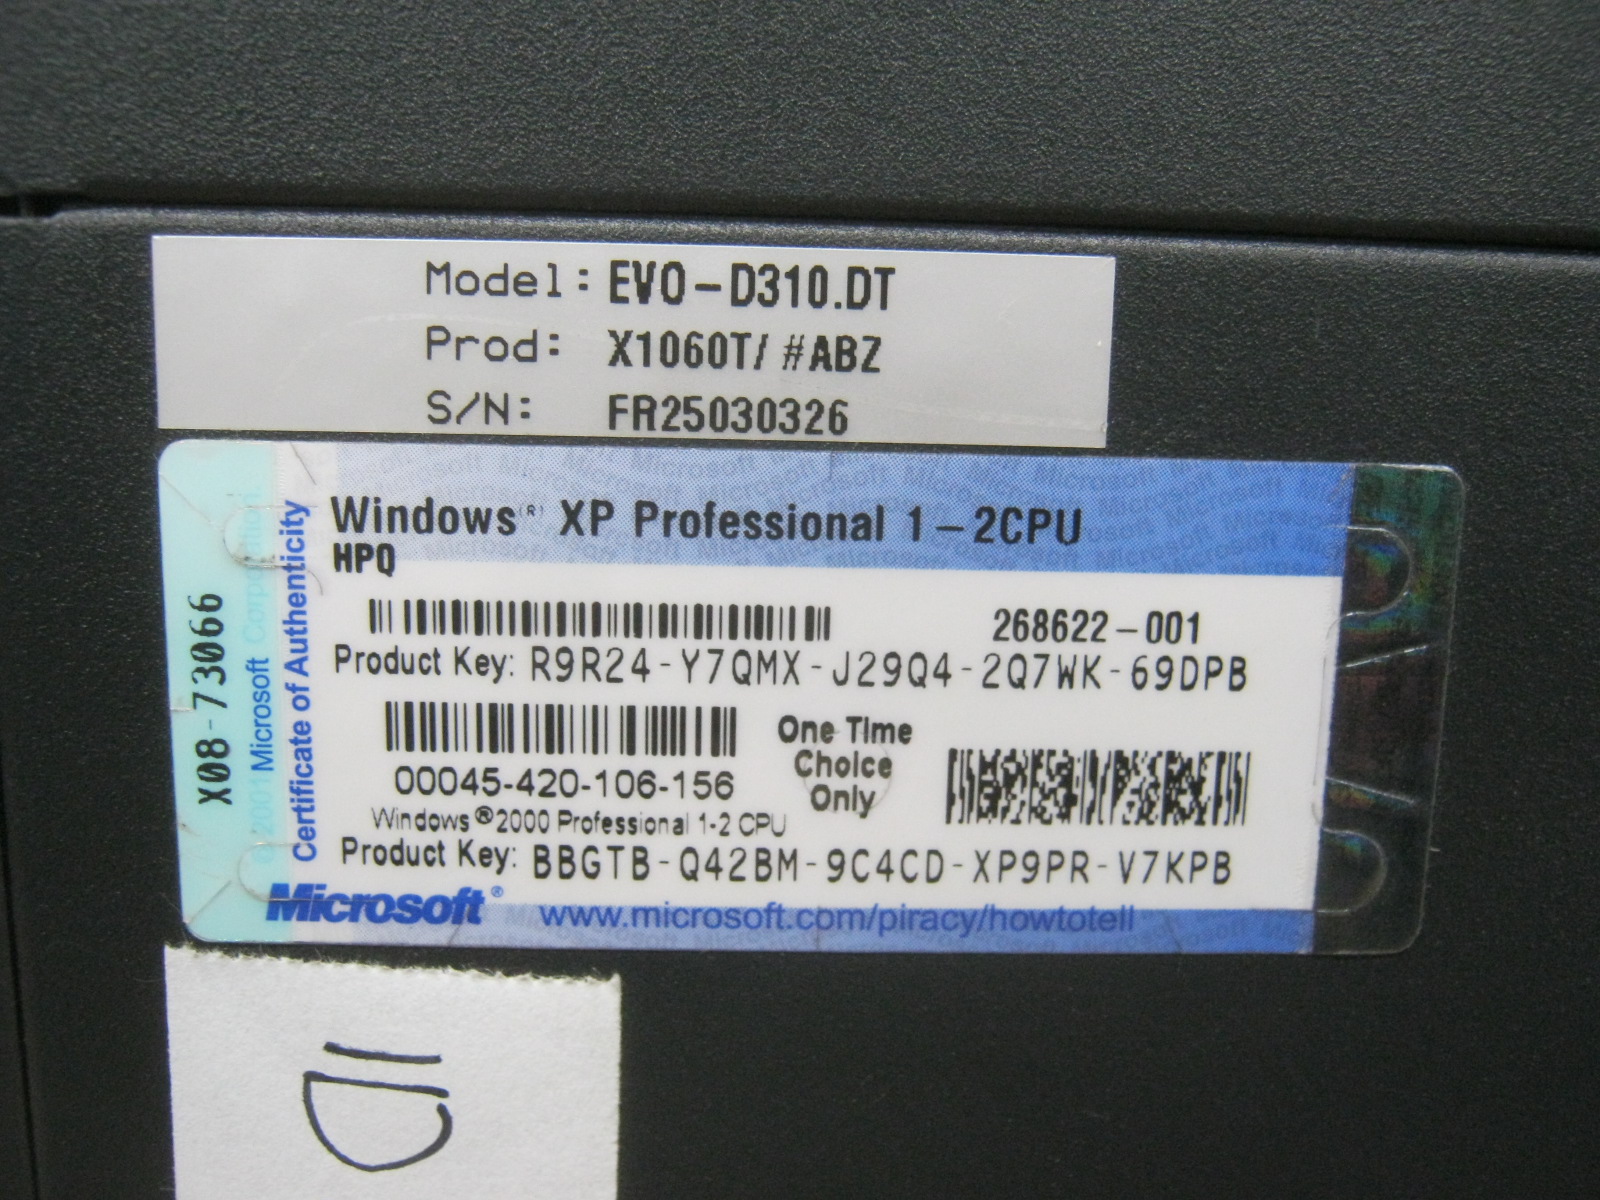 Model: EVO-D310.DT
Prod: X1060T/ #ABZ
S/N: FR25030326
Windows(R) XP Professional 1-2CPU
HPQ
268622-001
Product Key: R9R24-Y7QMX-J29Q4-2Q7WK-69DPB
One Time
Choice
Only
00045-420-106-156
Windows®2000 Professional 1-2 CPU
Product Key: BBGTB-Q42BM-9C4CD-XP9PR-V7KPB
Microsoft® www.microsoft.com/piracy/howtotell
X08-73066
© 2001 Microsoft Corporation.
Certificate of Authenticity